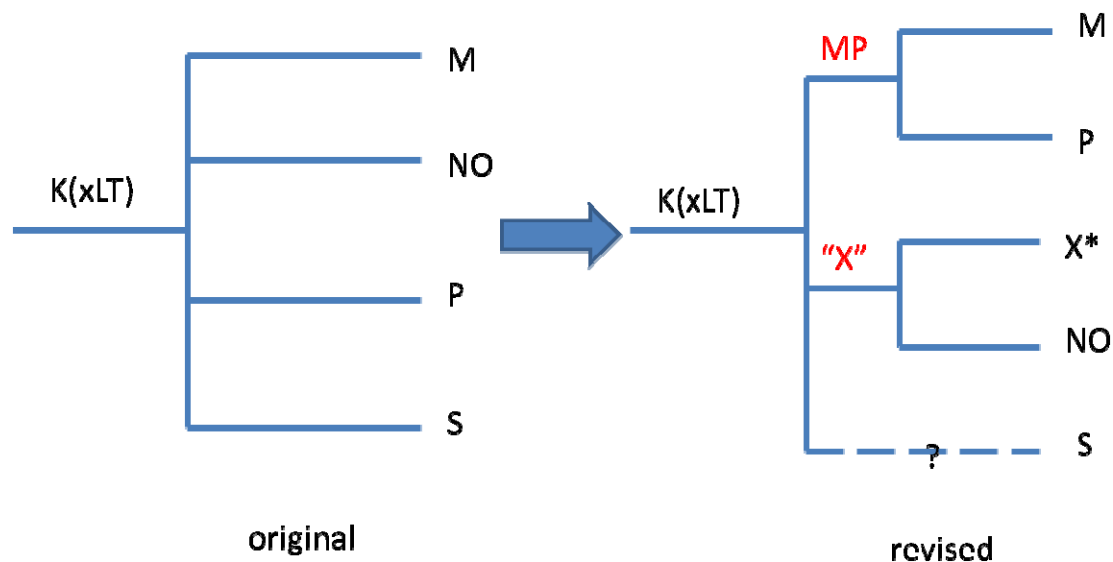 M
NO
K(xLT)
P
S
original
M
MP
P
K(xLT)
X*
“X”
NO
S
?
revised